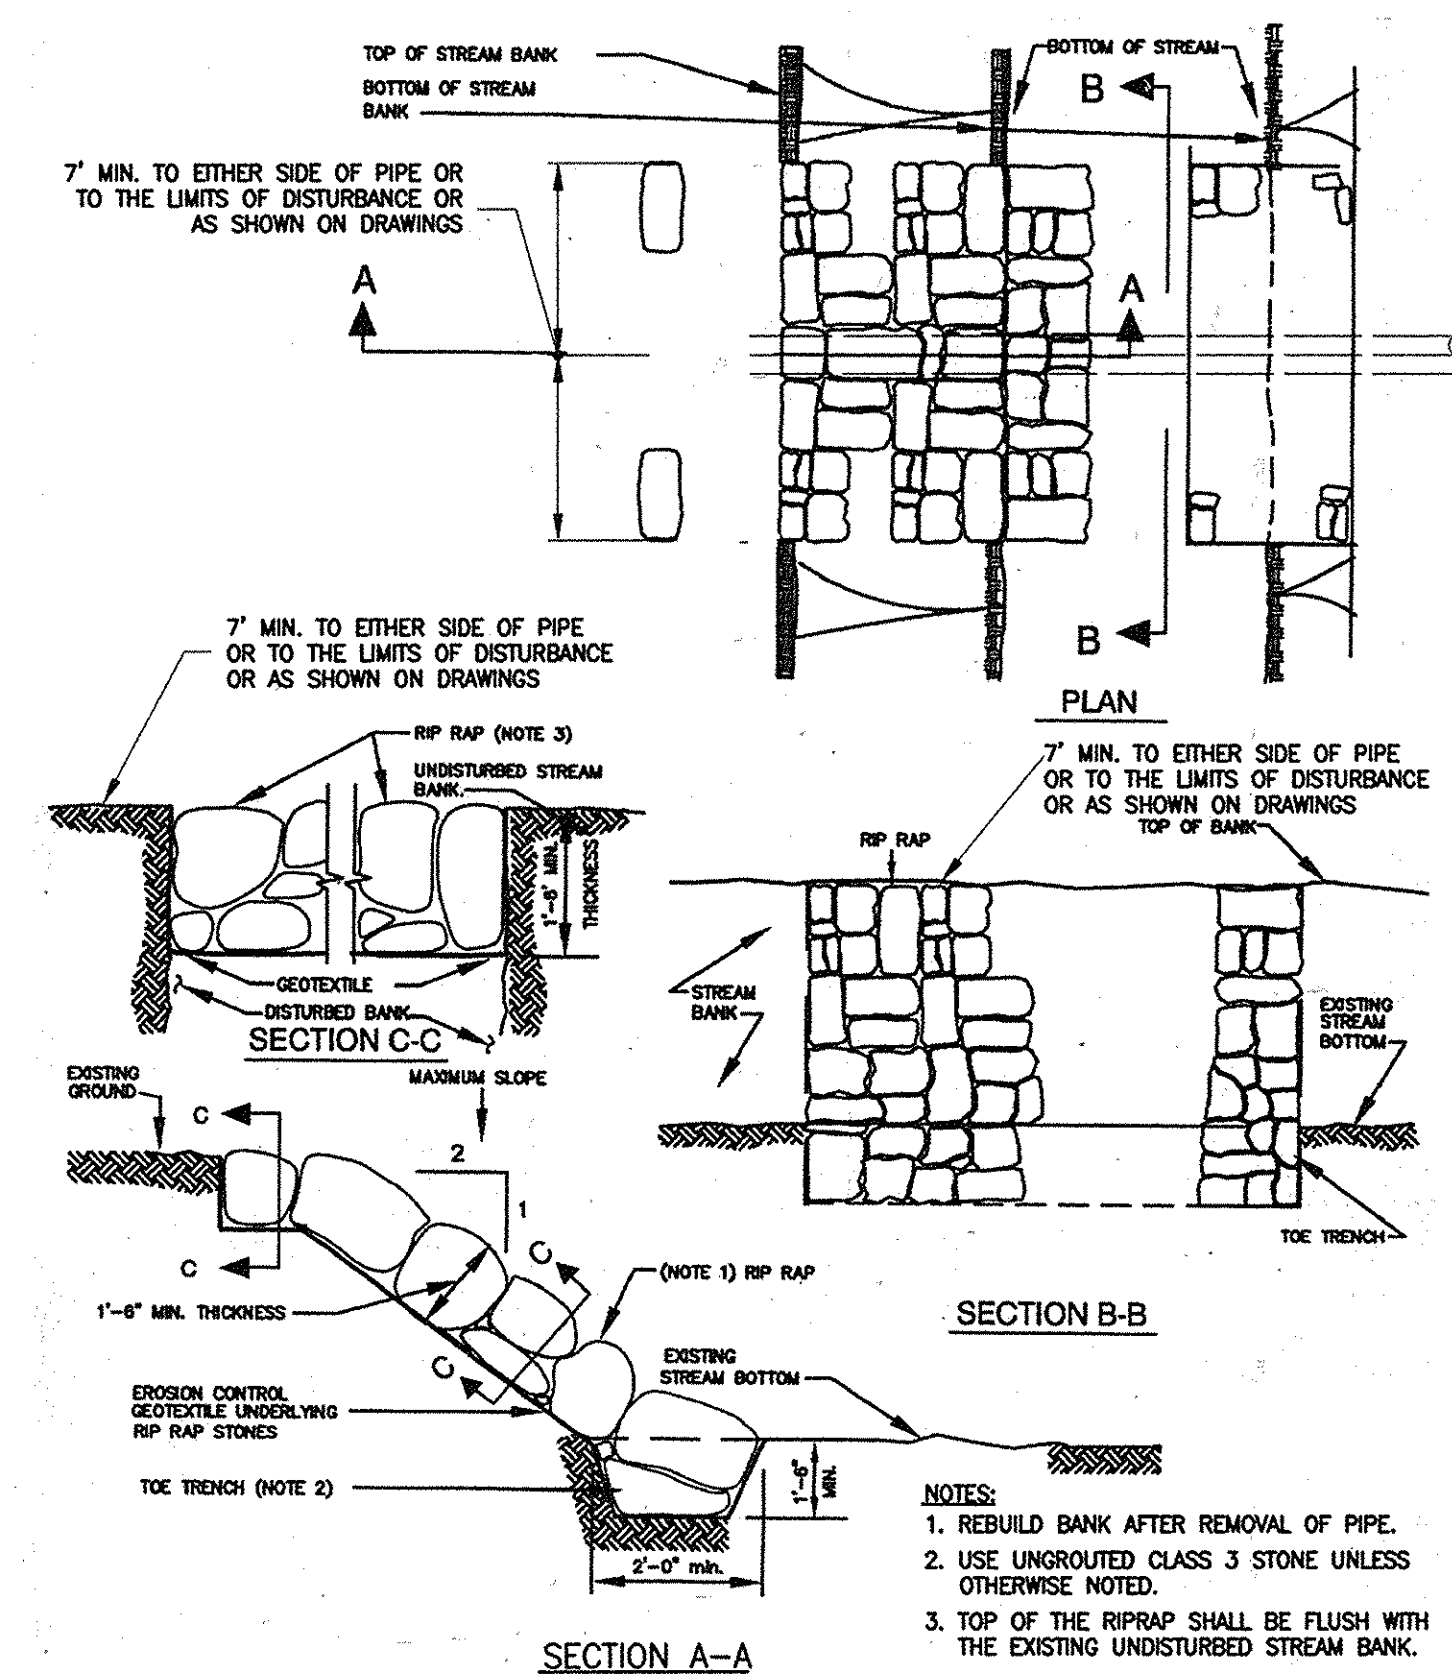 TOP OF STREAM BANK
BOTTOM OF STREAM
BANK
BOTTOM OF STREAM
B
7' MIN. TO EITHER SIDE OF PIPE OR
TO THE LIMITS OF DISTURBANCE OR
AS SHOWN ON DRAWINGS
A
A
B
PLAN
7' MIN. TO EITHER SIDE OF PIPE
OR TO THE LIMITS OF DISTURBANCE
OR AS SHOWN ON DRAWINGS
RIP RAP (NOTE 3)
UNDISTURBED STREAM
BANK.
1'-6' MIN.
THICKNESS
GEOTEXTILE
DISTURBED BANK
SECTION C-C
7' MIN. TO EITHER SIDE OF PIPE
OR TO THE LIMITS OF DISTURBANCE
OR AS SHOWN ON DRAWINGS
TOP OF BANK
RIP RAP
STREAM
BANK
EXISTING
STREAM
BOTTOM
TOE TRENCH
SECTION B-B
EXISTING
GROUND
MAXIMUM SLOPE
C
2
1
C
C
(NOTE 1) RIP RAP
1'-6" MIN. THICKNESS
C
EXISTING
STREAM BOTTOM
EROSION CONTROL
GEOTEXTILE UNDERLYING
RIP RAP STONES
TOE TRENCH (NOTE 2)
1'-6"
MIN.
2'-0" min.
SECTION A-A
NOTES:
1. REBUILD BANK AFTER REMOVAL OF PIPE.
2. USE UNGROUTED CLASS 3 STONE UNLESS
OTHERWISE NOTED.
3. TOP OF THE RIPRAP SHALL BE FLUSH WITH
THE EXISTING UNDISTURBED STREAM BANK.